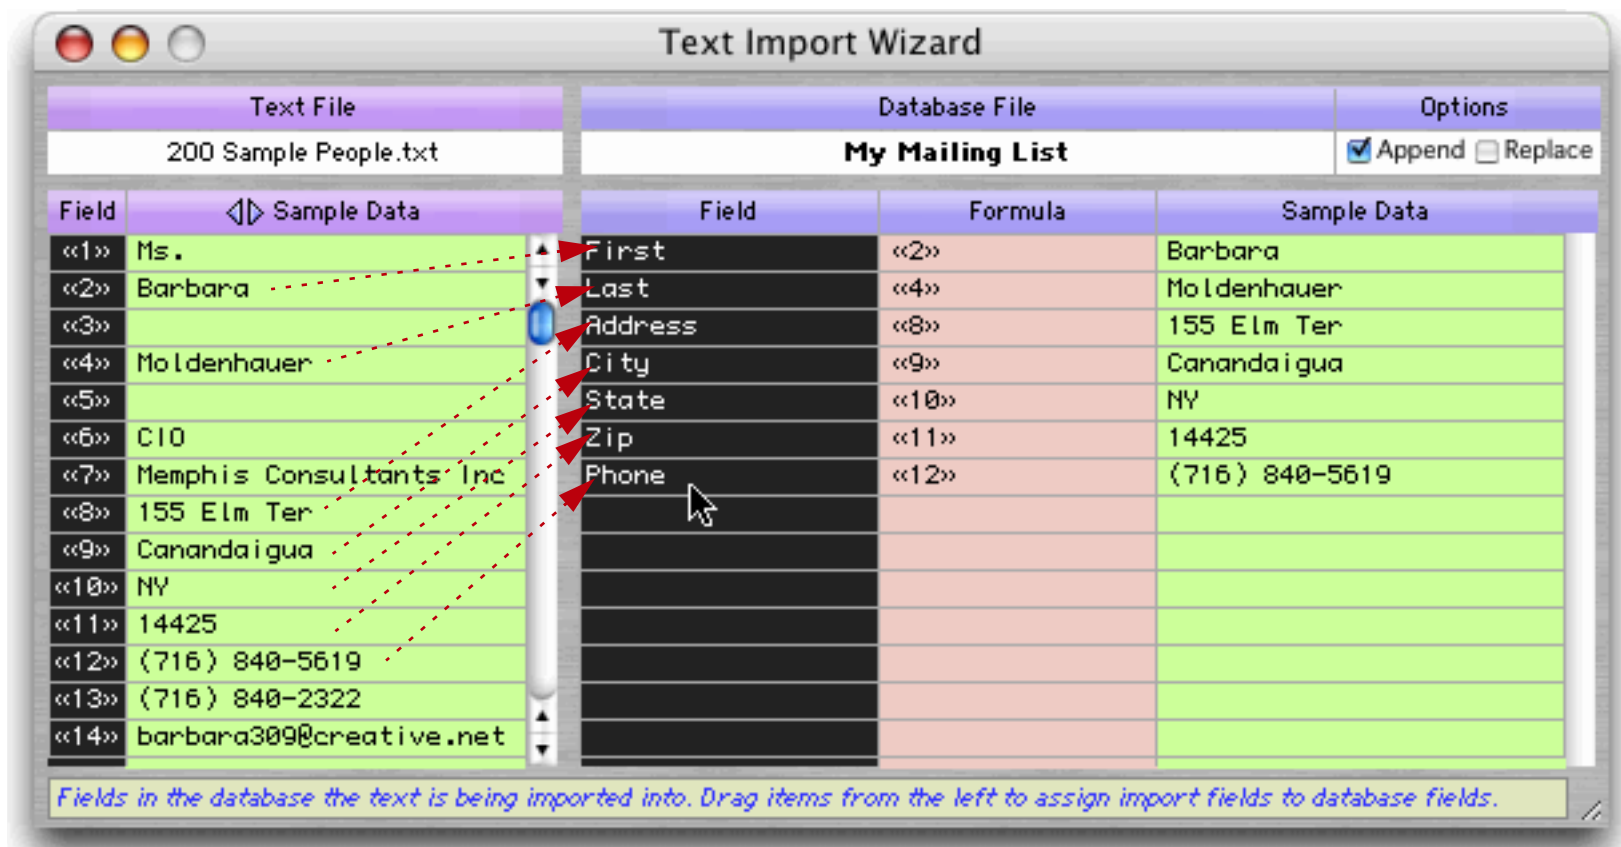 Text Import Wizard
Text File
Database File
Options
200 Sample People.txt
My Mailing List
Append Replace
Field Sample Data
Field Formula Sample Data
«1» Ms. First «2» Barbara
«2» Barbara Last «4» Moldenhauer
«3» Address «8» 155 Elm Ter
«4» Moldenhauer City «9» Canandaigua
«5» State «10» NY
«6» CIO Zip «11» 14425
«7» Memphis Consultants Inc Phone «12» (716) 840-5619
«8» 155 Elm Ter
«9» Canandaigua
«10» NY
«11» 14425
«12» (716) 840-5619
«13» (716) 840-2322
«14» barbara309@creative.net
Fields in the database the text is being imported into. Drag items from the left to assign import fields to database fields.